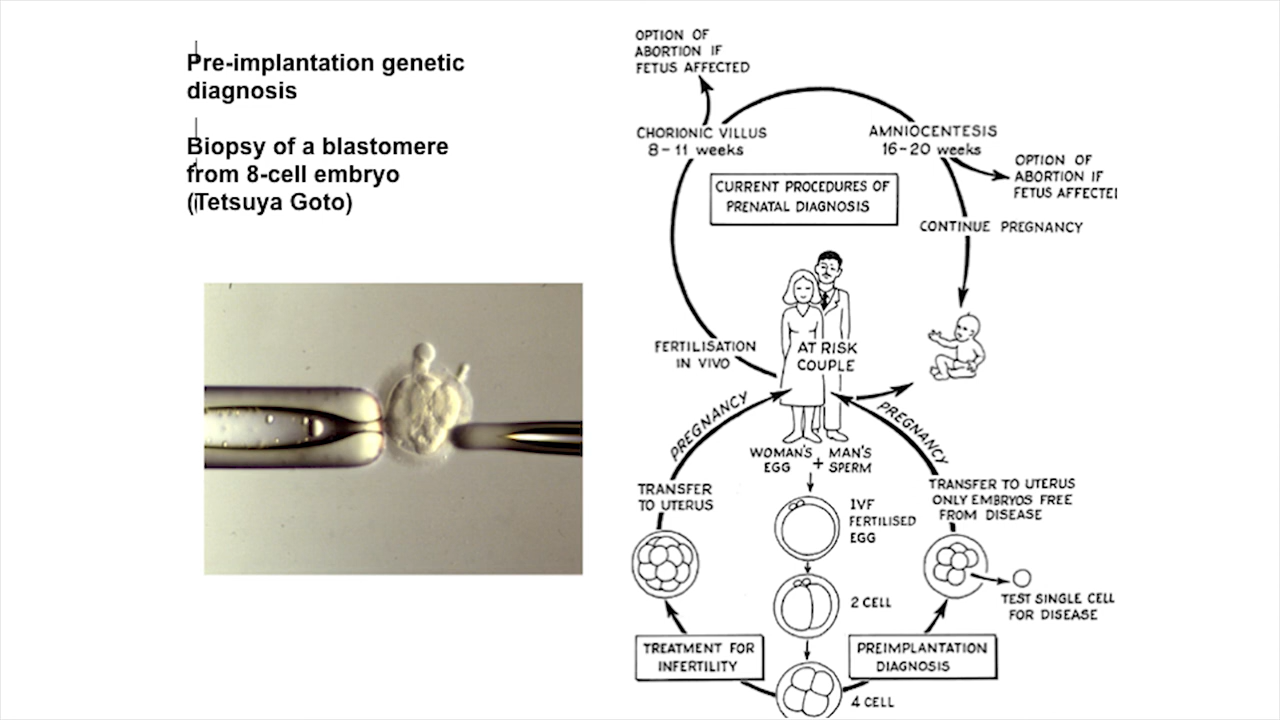 Pre-implantation genetic
diagnosis
Biopsy of a blastomere
from 8-cell embryo
(Tetsuya Goto)
OPTION OF
ABORTION IF
FETUS AFFECTED
CHORIONIC VILLUS
8-11 weeks
AMNIOCENTESIS
16-20 weeks
OPTION OF
ABORTION IF
FETUS AFFECTE
CURRENT PROCEDURES OF
PRENATAL DIAGNOSIS
CONTINUE PREGNANCY
FERTILISATION
IN VIVO
AT RISK
COUPLE
PREGNANCY
PREGNANCY
WOMAN'S
EGG
+
MAN'S
SPERM
TRANSFER
TO UTERUS
IVF
FERTILISED
EGG
TRANSFER TO UTERUS
ONLY EMBRYOS FREE
FROM DISEASE
2 CELL
TEST SINGLE CELL
FOR DISEASE
TREATMENT FOR
INFERTILITY
PREIMPLANTATION
DIAGNOSIS
4 CELL